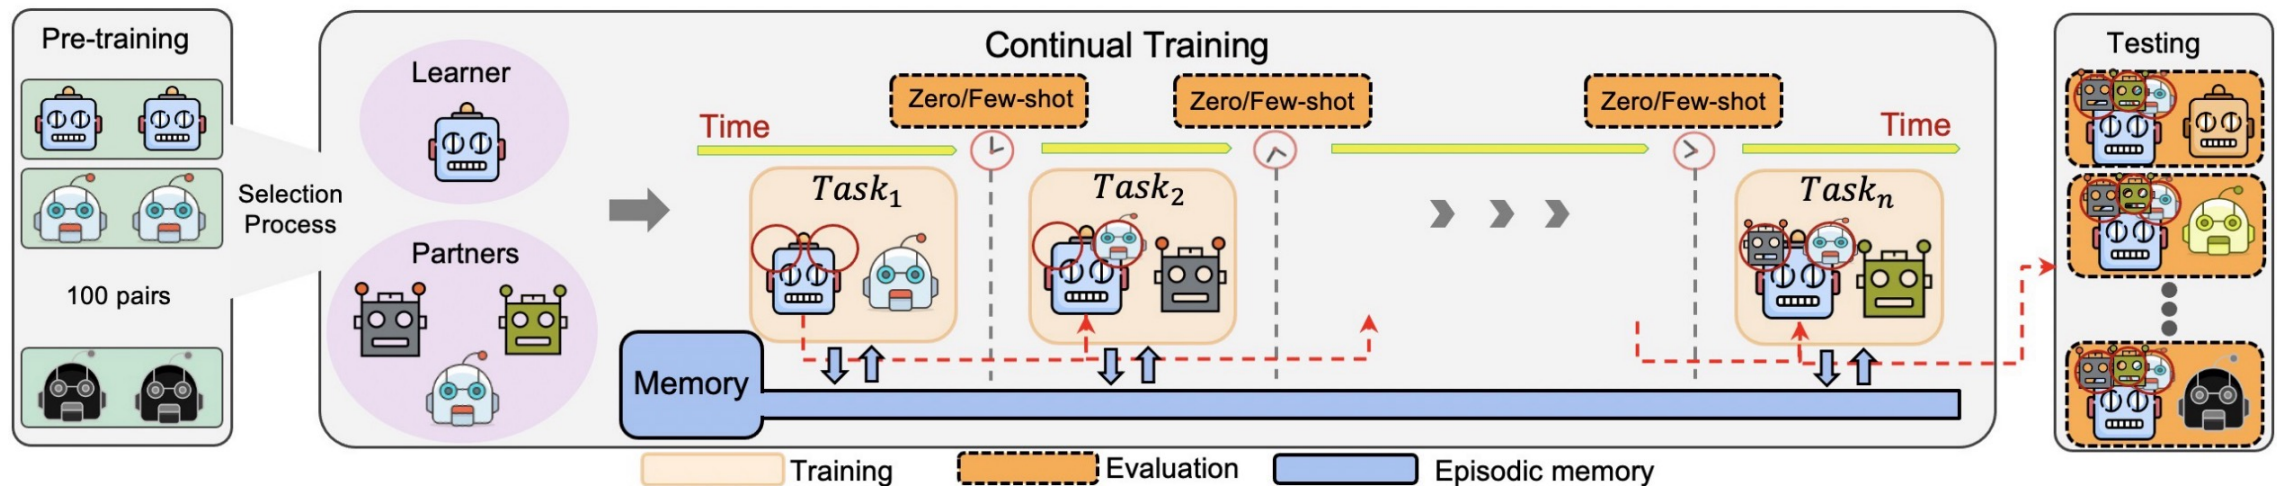 Pre-training
100 pairs
Selection
Process
Continual Training
Learner
Partners
Time
Zero/Few-shot
Zero/Few-shot
Zero/Few-shot
Time
Task1
Task2
Taskn
Memory
Testing
Training
Evaluation
Episodic memory